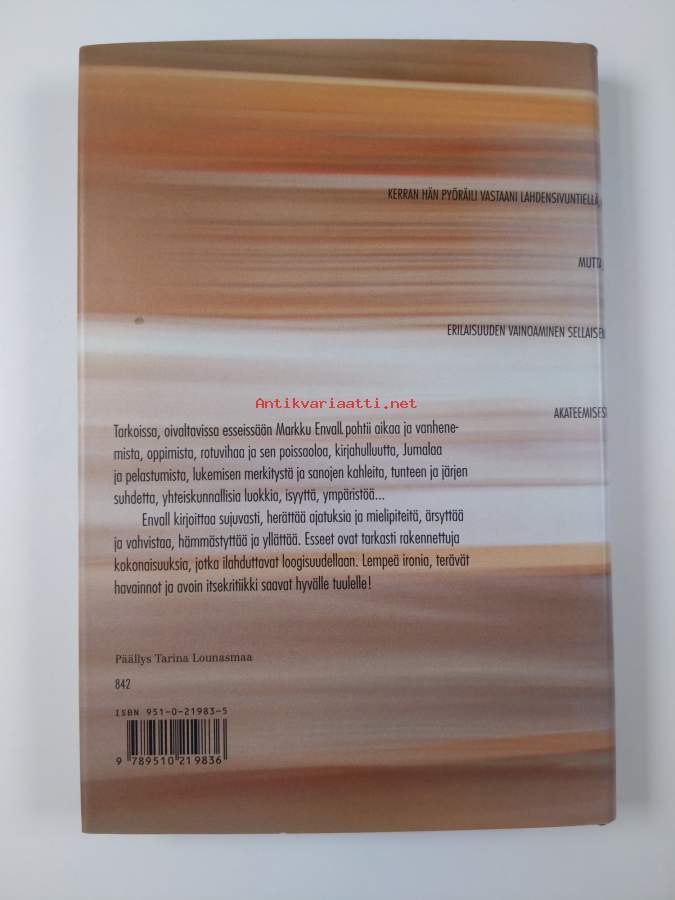 KERRAN HÄN PYÖRÄILI VASTAANI LAHDENSIVUNTIELLÄ,
MUTTA
ERILAISUUDEN VAINOAMINEN SELLAISEN
Antikvariaatti.net
AKATEEMISEST
Tarkoissa, oivaltavissa esseissään Markku Envall pohtii aikaa ja vanhene-
mista, oppimista, rotuvihaa ja sen poissaoloa, kirjahulluutta, Jumalaa
ja pelastumista, lukemisen merkitystä ja sanojen kahleita, tunteen ja järjen
suhdetta, yhteiskunnallisia luokkia, isyyttä, ympäristöä...
Envall kirjoittaa sujuvasti, herättää ajatuksia ja mielipiteitä, ärsyttää
ja vahvistaa, hämmästyttää ja yllättää. Esseet ovat tarkasti rakennettuja
kokonaisuuksia, jotka ilahduttavat loogisuudellaan. Lempeä ironia, terävät
havainnot ja avoin itsekritiikki saavat hyvälle tuulelle!
Päällys Tarina Lounasmaa
842
ISBN 951-0-21983-5
9 789510 219836